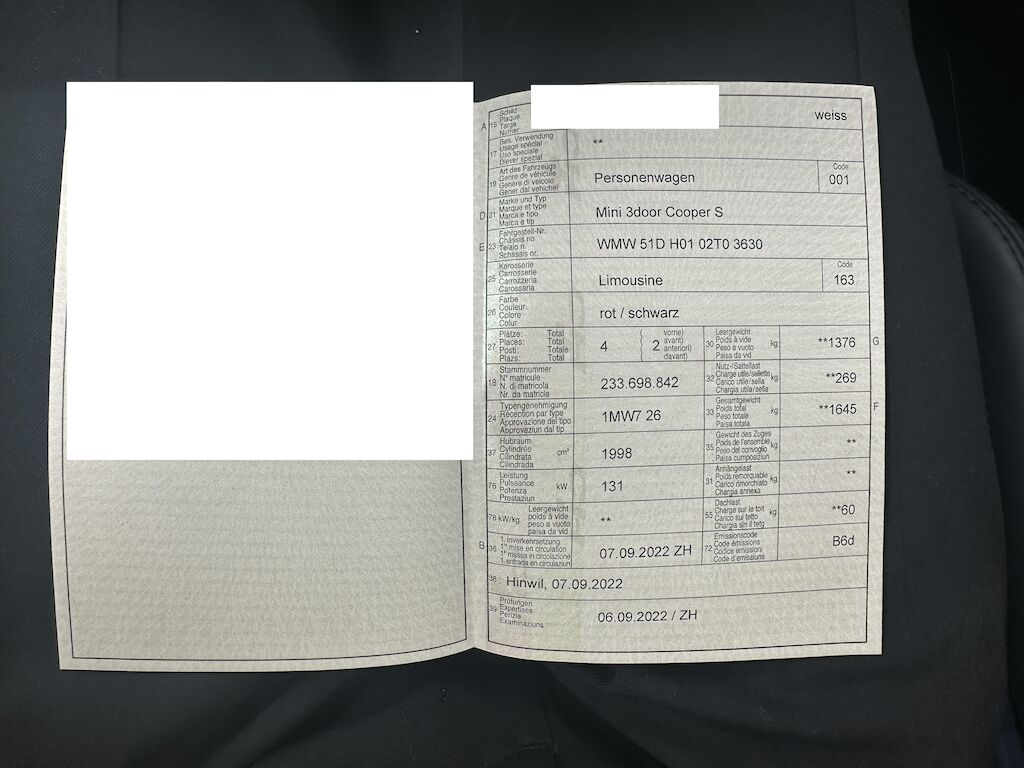 A 15 Schild
Plaque
Targa
Numer
weiss
17 Bes. Verwendung
Usage spécial
Uso speciale
Diever spezial
**
19 Art des Fahrzeugs
Genre de véhicule
Genere di veicolo
Gener dal vehichel
Personenwagen
Code
001
D 21 Marke und Typ
Marque et type
Marca e tipo
Marca e tip
Mini 3door Cooper S
E 23 Fahrgestell-Nr.
Châssis no
Telaio n.
Schassis nr.
WMW 51D H01 02T0 3630
25 Karosserie
Carrosserie
Carrozzeria
Carossaria
Limousine
Code
163
26 Farbe
Couleur
Colore
Colur
rot / schwarz
27 Plätze: Total
Places: Total
Posti: Totale
Plazs: Total
4
( 2 vorne)
avant)
anteriori)
davant)
30 Leergewicht
Poids à vide
Peso a vuoto
Paisa da vid
kg
**1376
G
18 Stammnummer
N° matricule
N. di matricola
Nr. da matricla
233.698.842
32 Nutz-/Sattellast
Charge utile/sellette
Carico utile/sella
Chargia utila/sella
kg
**269
24 Typengenehmigung
Réception par type
Approvazione del tipo
Approvaziun dal tip
1MW7 26
33 Gesamtgewicht
Poids total
Peso totale
Paisa totala
kg
**1645
F
37 Hubraum
Cylindrée
Cilindrata
Cilindrada
cm³
1998
35 Gewicht des Zuges
Poids de l'ensemble
Peso del convoglio
Paisa cumposiziun
kg
**
76 Leistung
Puissance
Potenza
Prestaziun
kW
131
31 Anhängelast
Poids remorquable
Carico rimorchiato
Chargia annexa
kg
**
78 kW/kg Leergewicht
poids à vide
peso a vuoto
paisa da vid
**
55 Dachlast
Charge sur le toit
Carico sul tetto
Chargia sin il tetg
kg
**60
B 36 1. Inverkehrsetzung
1re mise en circulation
1a messa in circolazione
1. entrada en circulaziun
07.09.2022 ZH
72 Emissionscode
Code émissions
Codice emissioni
Code d'emissiuns
B6d
38 Hinwil, 07.09.2022
39 Prüfungen
Expertises
Perizie
Examinaziuns
06.09.2022 / ZH